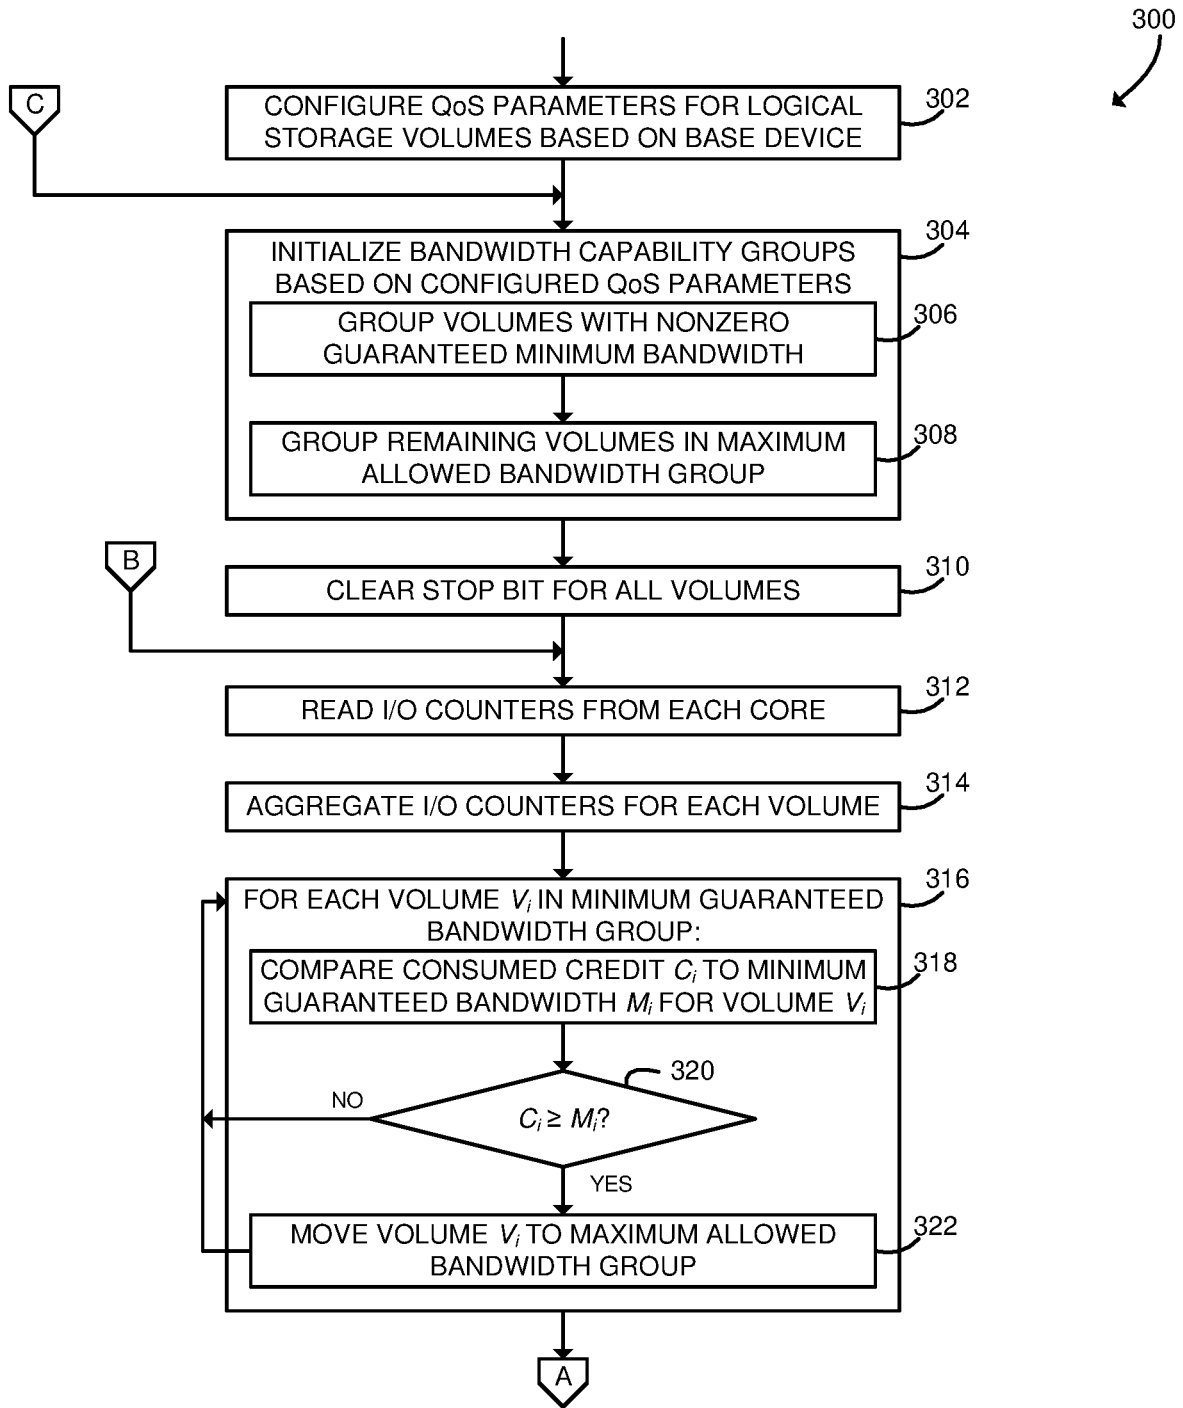 300
C
CONFIGURE QoS PARAMETERS FOR LOGICAL
STORAGE VOLUMES BASED ON BASE DEVICE
302
INITIALIZE BANDWIDTH CAPABILITY GROUPS
BASED ON CONFIGURED QoS PARAMETERS
304
GROUP VOLUMES WITH NONZERO
GUARANTEED MINIMUM BANDWIDTH
306
GROUP REMAINING VOLUMES IN MAXIMUM
ALLOWED BANDWIDTH GROUP
308
B
CLEAR STOP BIT FOR ALL VOLUMES
310
READ I/O COUNTERS FROM EACH CORE
312
AGGREGATE I/O COUNTERS FOR EACH VOLUME
314
FOR EACH VOLUME Vi IN MINIMUM GUARANTEED
BANDWIDTH GROUP:
316
COMPARE CONSUMED CREDIT Ci TO MINIMUM
GUARANTEED BANDWIDTH Mi FOR VOLUME Vi
318
320
NO
Ci ≥ Mi?
YES
MOVE VOLUME Vi TO MAXIMUM ALLOWED
BANDWIDTH GROUP
322
A